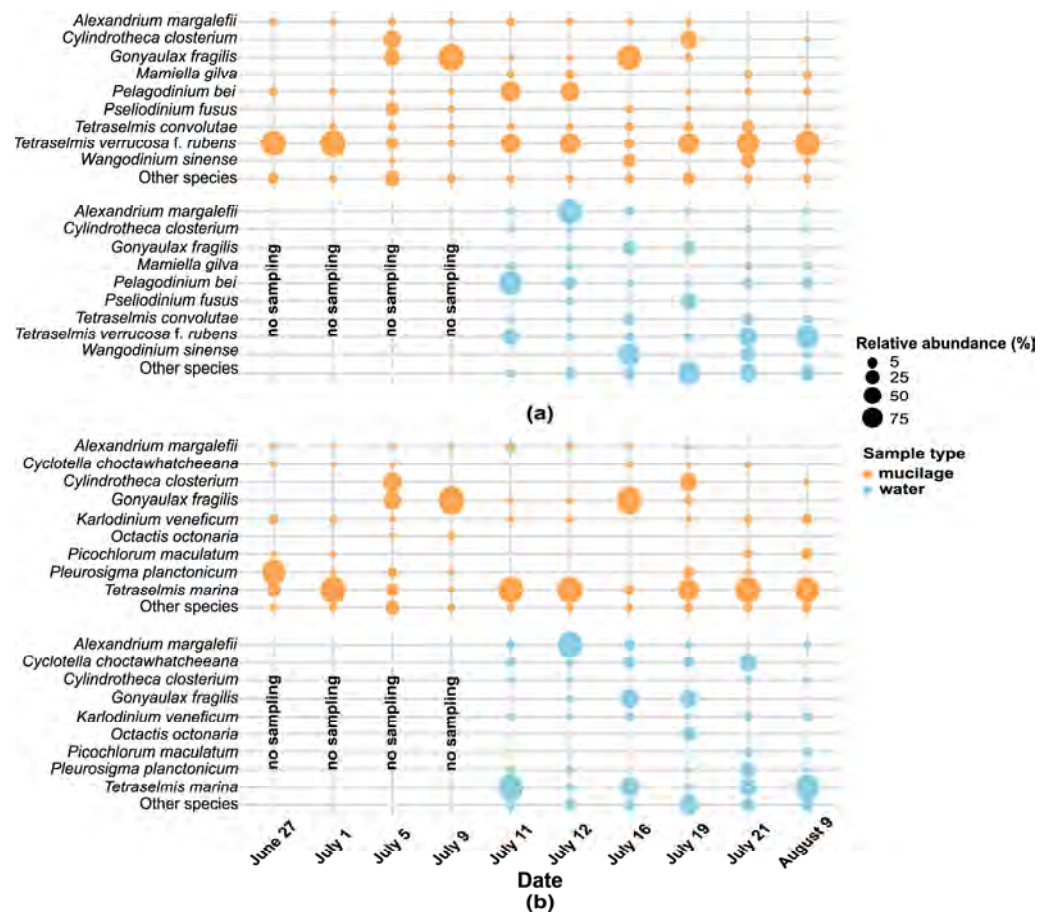 Alexandrium margalefii
Cylindrotheca closterium
Gonyaulax fragilis
Mamiella gilva
Pelagodinium bei
Pseliodinium fusus
Tetraselmis convolutae
Tetraselmis verrucosa f. rubens
Wangodinium sinense
Other species
Alexandrium margalefii
Cylindrotheca closterium
Gonyaulax fragilis
Mamiella gilva
Pelagodinium bei
Pseliodinium fusus
Tetraselmis convolutae
Tetraselmis verrucosa f. rubens
Wangodinium sinense
Other species
no sampling
no sampling
no sampling
no sampling
(a)
Relative abundance (%)
5
25
50
75
Sample type
mucilage
water
Alexandrium margalefii
Cyclotella choctawhatcheeana
Cylindrotheca closterium
Gonyaulax fragilis
Karlodinium veneficum
Octactis octonaria
Picochlorum maculatum
Pleurosigma planctonicum
Tetraselmis marina
Other species
Alexandrium margalefii
Cyclotella choctawhatcheeana
Cylindrotheca closterium
Gonyaulax fragilis
Karlodinium veneficum
Octactis octonaria
Picochlorum maculatum
Pleurosigma planctonicum
Tetraselmis marina
Other species
no sampling
no sampling
no sampling
no sampling
June 27
July 1
July 5
July 9
July 11
July 12
July 16
July 19
July 21
August 9
Date
(b)